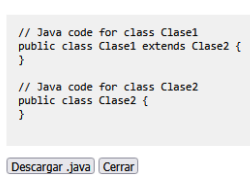 // Java code for class Clase1
public class Clase1 extends Clase2 {
}
// Java code for class Clase2
public class Clase2 {
}
Descargar .java Cerrar